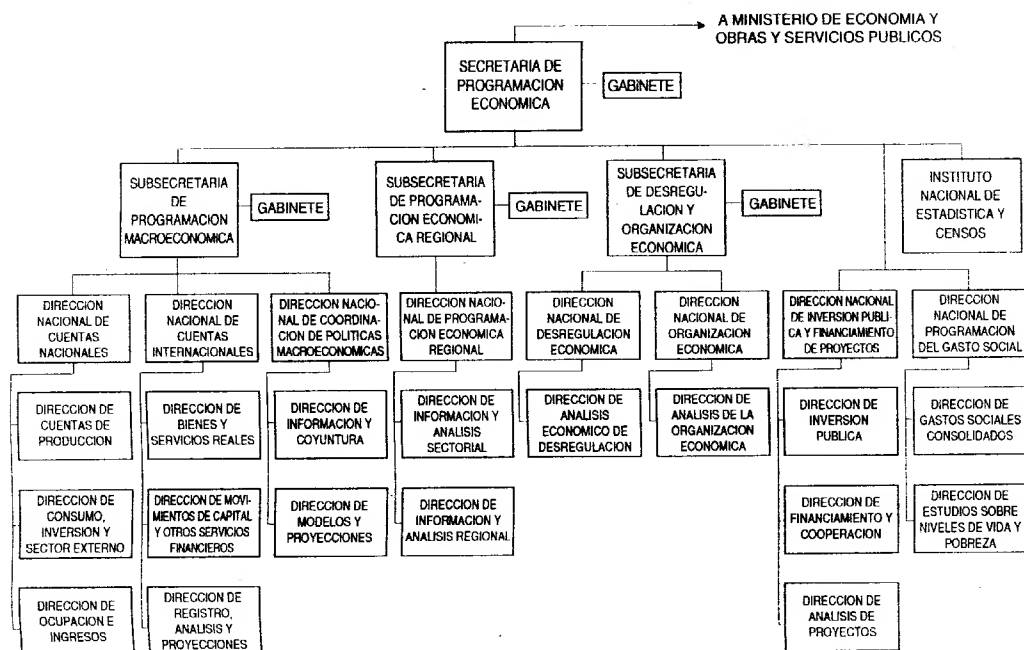 A MINISTERIO DE ECONOMIA Y
OBRAS Y SERVICIOS PUBLICOS
SECRETARIA DE
PROGRAMACION
ECONOMICA
GABINETE
SUBSECRETARIA
DE
PROGRAMACION
MACROECONOMICA
GABINETE
SUBSECRETARIA
DE PROGRAMA-
CION ECONOMI-
CA REGIONAL
GABINETE
SUBSECRETARIA
DE DESREGU-
LACION Y
ORGANIZACION
ECONOMICA
GABINETE
INSTITUTO
NACIONAL DE
ESTADISTICA Y
CENSOS
DIRECCION
NACIONAL DE
CUENTAS
NACIONALES
DIRECCION
NACIONAL DE
CUENTAS
INTERNACIONALES
DIRECCION NACIO-
NAL DE COORDINA-
CION DE POLITICAS
MACROECONOMICAS
DIRECCION NACIO-
NAL DE PROGRAMA-
CION ECONOMICA
REGIONAL
DIRECCION
NACIONAL DE
DESREGULACION
ECONOMICA
DIRECCION
NACIONAL DE
ORGANIZACION
ECONOMICA
DIRECCION NACIONAL
DE INVERSION PUBLI-
CA Y FINANCIAMIENTO
DE PROYECTOS
DIRECCION
NACIONAL DE
PROGRAMACION
DEL GASTO SOCIAL
DIRECCION DE
CUENTAS DE
PRODUCCION
DIRECCION DE
BIENES Y
SERVICIOS REALES
DIRECCION DE
INFORMACION Y
COYUNTURA
DIRECCION DE
INFORMACION Y
ANALISIS
SECTORIAL
DIRECCION DE
ANALISIS
ECONOMICO DE
DESREGULACION
DIRECCION DE
ANALISIS DE LA
ORGANIZACION
ECONOMICA
DIRECCION DE
INVERSION
PUBLICA
DIRECCION DE
GASTOS SOCIALES
CONSOLIDADOS
DIRECCION DE
CONSUMO,
INVERSION Y
SECTOR EXTERNO
DIRECCION DE MOVI-
MIENTOS DE CAPITAL
Y OTROS SERVICIOS
FINANCIEROS
DIRECCION DE
MODELOS Y
PROYECCIONES
DIRECCION DE
INFORMACION Y
ANALISIS REGIONAL
DIRECCION DE
FINANCIAMIENTO Y
COOPERACION
DIRECCION DE
ESTUDIOS SOBRE
NIVELES DE VIDA Y
POBREZA
DIRECCION DE
OCUPACION E
INGRESOS
DIRECCION DE
REGISTRO,
ANALISIS Y
PROYECCIONES
DIRECCION DE
ANALISIS DE
PROYECTOS